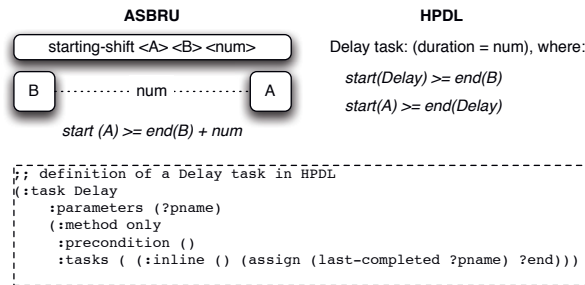 ASBRU
HPDL
starting-shift <A> <B> <num>
Delay task: (duration = num), where:
B ............ num ............ A
start(Delay) >= end(B)
start(A) >= end(Delay)
start (A) >= end(B) + num
;; definition of a Delay task in HPDL
(:task Delay
:parameters (?pname)
(:method only
:precondition ()
:tasks ( (:inline () (assign (last-completed ?pname) ?end)))